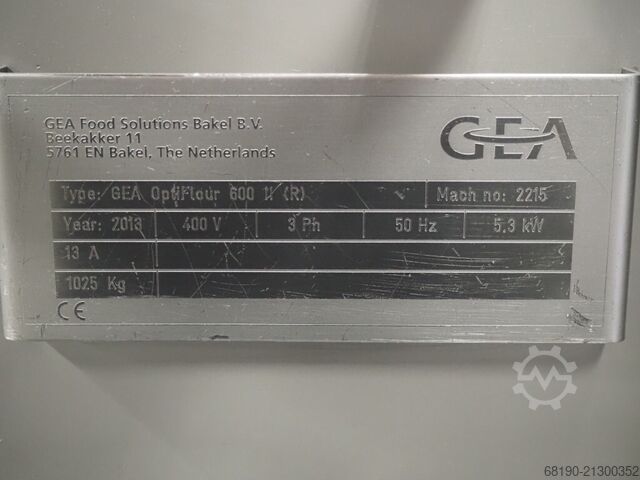 GEA Food Solutions Bakel B.V.
Beekakker 11
5761 EN Bakel, The Netherlands
GEA
Type: GEA OptiFlour 600 II (R) Mach no: 2215
Year: 2013 400 V 3 Ph 50 Hz 5.3 kW
13 A
1025 Kg
CE
68190-21300352